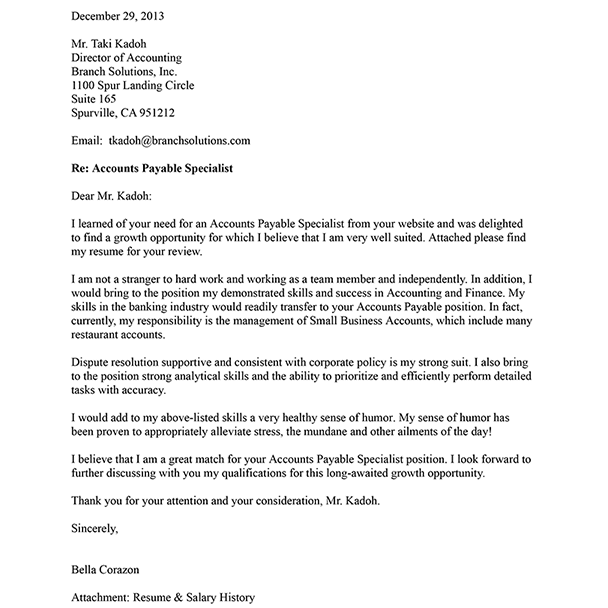 December 29, 2013
Mr. Taki Kadoh
Director of Accounting
Branch Solutions, Inc.
1100 Spur Landing Circle
Suite 165
Spurville, CA 951212
Email:  tkadoh@branchsolutions.com
Re: Accounts Payable Specialist
Dear Mr. Kadoh:
I learned of your need for an Accounts Payable Specialist from your website and was delighted
to find a growth opportunity for which I believe that I am very well suited. Attached please find
my resume for your review.
I am not a stranger to hard work and working as a team member and independently. In addition, I
would bring to the position my demonstrated skills and success in Accounting and Finance. My
skills in the banking industry would readily transfer to your Accounts Payable position. In fact,
currently, my responsibility is the management of Small Business Accounts, which include many
restaurant accounts.
Dispute resolution supportive and consistent with corporate policy is my strong suit. I also bring
to the position strong analytical skills and the ability to prioritize and efficiently perform detailed
tasks with accuracy.
I would add to my above-listed skills a very healthy sense of humor. My sense of humor has
been proven to appropriately alleviate stress, the mundane and other ailments of the day!
I believe that I am a great match for your Accounts Payable Specialist position. I look forward to
further discussing with you my qualifications for this long-awaited growth opportunity.
Thank you for your attention and your consideration, Mr. Kadoh.
Sincerely,
Bella Corazon
Attachment: Resume & Salary History